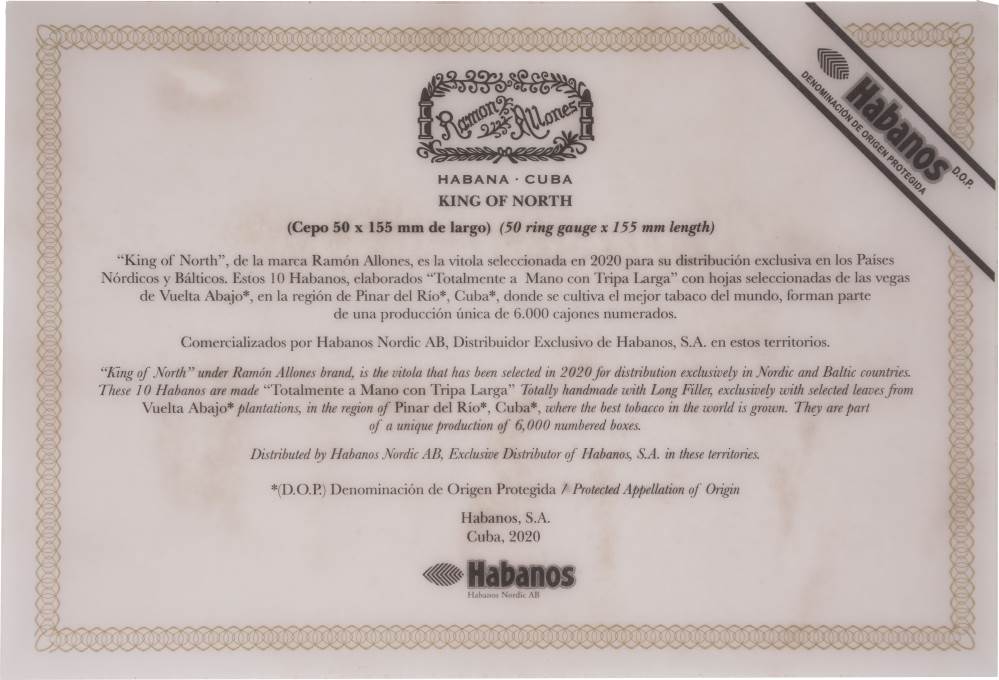 Habanos
DENOMINACIÓN DE ORIGEN PROTEGIDA
D.O.P.
Ramon Allones
HABANA · CUBA
KING OF NORTH
(Cepo 50 x 155 mm de largo) (50 ring gauge x 155 mm length)
“King of North”, de la marca Ramón Allones, es la vitola seleccionada en 2020 para su distribución exclusiva en los Países
Nórdicos y Bálticos. Estos 10 Habanos, elaborados “Totalmente a Mano con Tripa Larga” con hojas seleccionadas de las vegas
de Vuelta Abajo*, en la región de Pinar del Río*, Cuba*, donde se cultiva el mejor tabaco del mundo, forman parte
de una producción única de 6.000 cajones numerados.
Comercializados por Habanos Nordic AB, Distribuidor Exclusivo de Habanos, S.A. en estos territorios.
“King of North” under Ramón Allones brand, is the vitola that has been selected in 2020 for distribution exclusively in Nordic and Baltic countries.
These 10 Habanos are made “Totalmente a Mano con Tripa Larga” Totally handmade with Long Filler, exclusively with selected leaves from
Vuelta Abajo* plantations, in the region of Pinar del Río*, Cuba*, where the best tobacco in the world is grown. They are part
of a unique production of 6,000 numbered boxes.
Distributed by Habanos Nordic AB, Exclusive Distributor of Habanos, S.A. in these territories.
*(D.O.P.) Denominación de Origen Protegida / Protected Appellation of Origin
Habanos, S.A.
Cuba, 2020
Habanos
Habanos Nordic AB